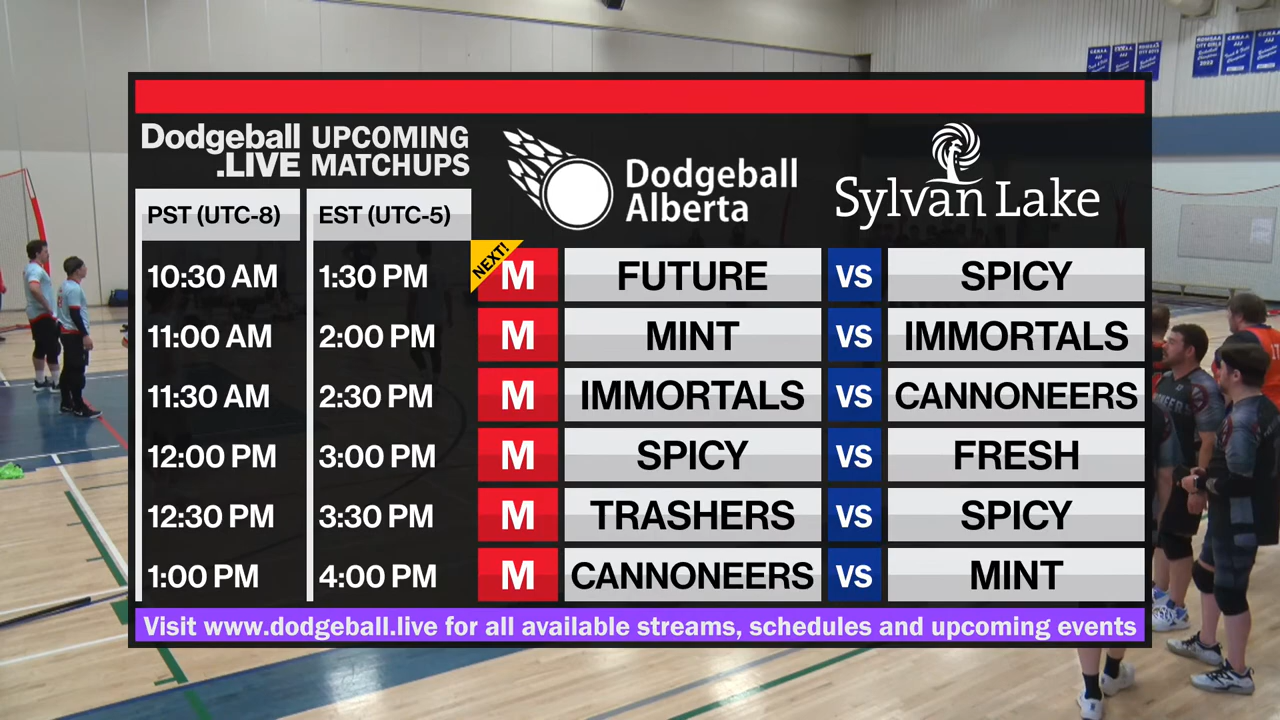 Dodgeball
.LIVE
UPCOMING
MATCHUPS
Dodgeball
Alberta
Sylvan Lake
PST (UTC-8) EST (UTC-5)
NEXT!
10:30 AM 1:30 PM M FUTURE VS SPICY
11:00 AM 2:00 PM M MINT VS IMMORTALS
11:30 AM 2:30 PM M IMMORTALS VS CANNONEERS
12:00 PM 3:00 PM M SPICY VS FRESH
12:30 PM 3:30 PM M TRASHERS VS SPICY
1:00 PM 4:00 PM M CANNONEERS VS MINT
Visit www.dodgeball.live for all available streams, schedules and upcoming events